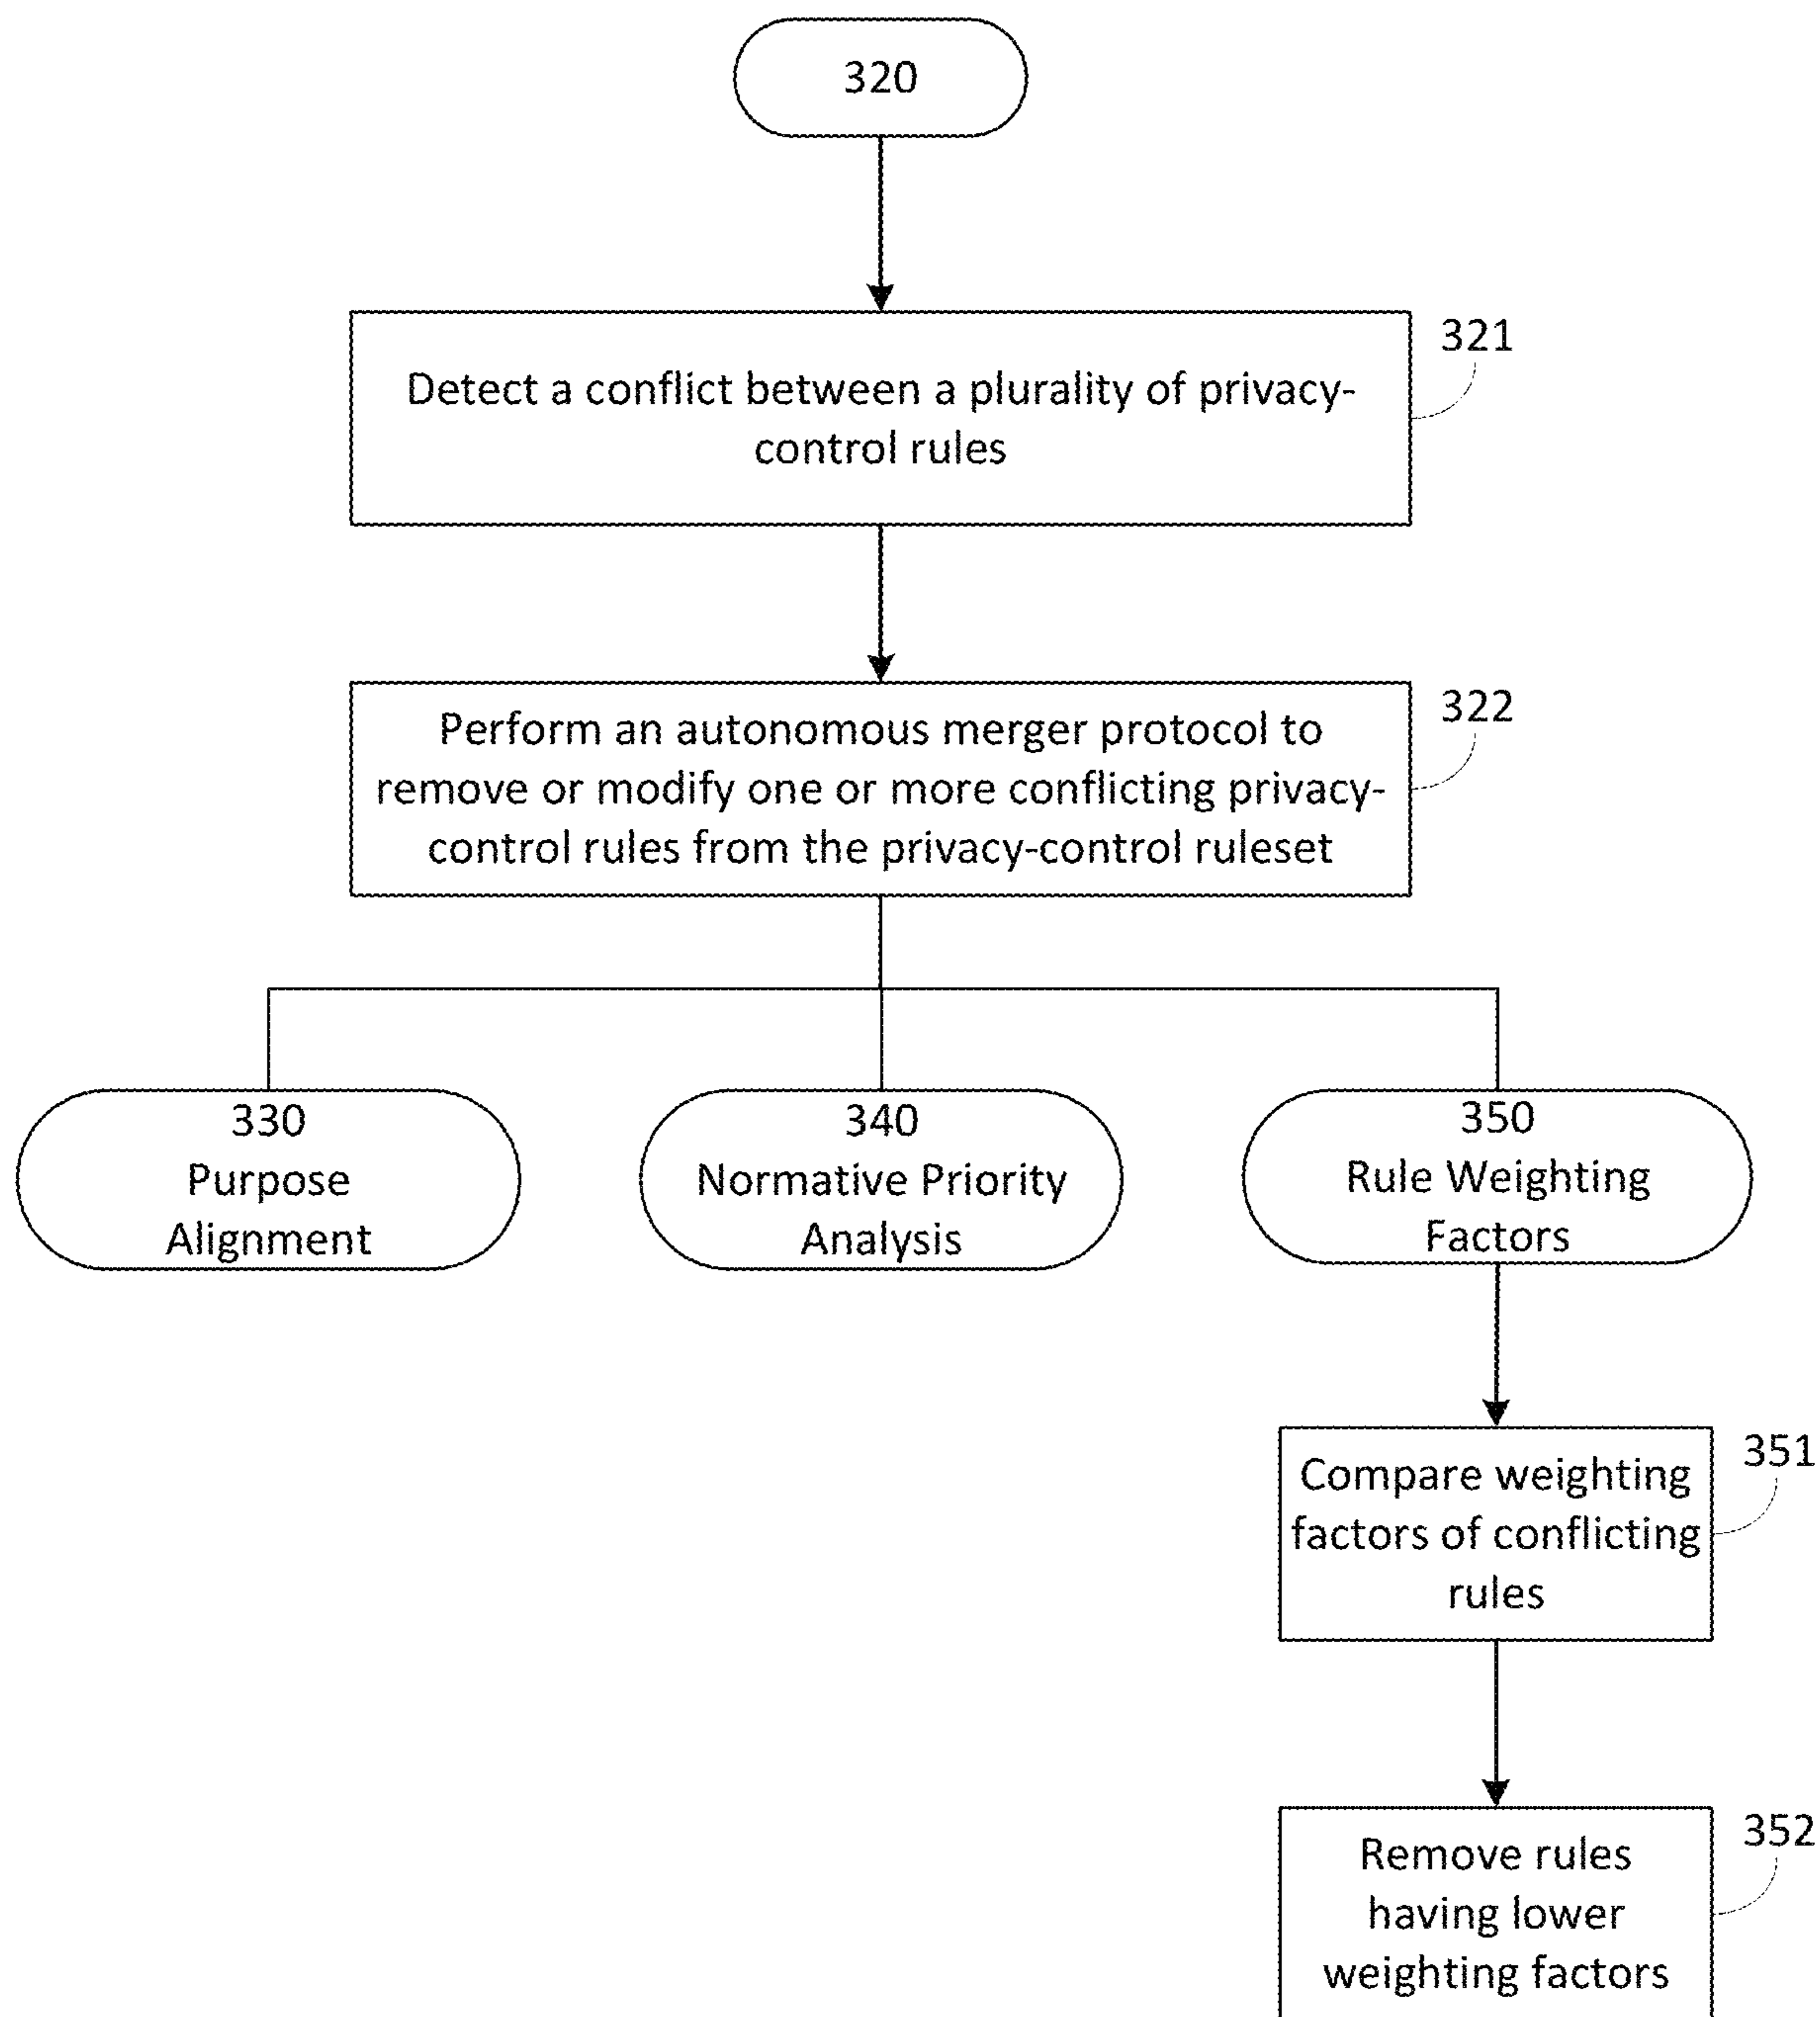 320
321
Detect a conflict between a plurality of privacy-
control rules
322
Perform an autonomous merger protocol to
remove or modify one or more conflicting privacy-
control rules from the privacy-control ruleset
330
Purpose
Alignment
340
Normative Priority
Analysis
350
Rule Weighting
Factors
351
Compare weighting
factors of conflicting
rules
352
Remove rules
having lower
weighting factors